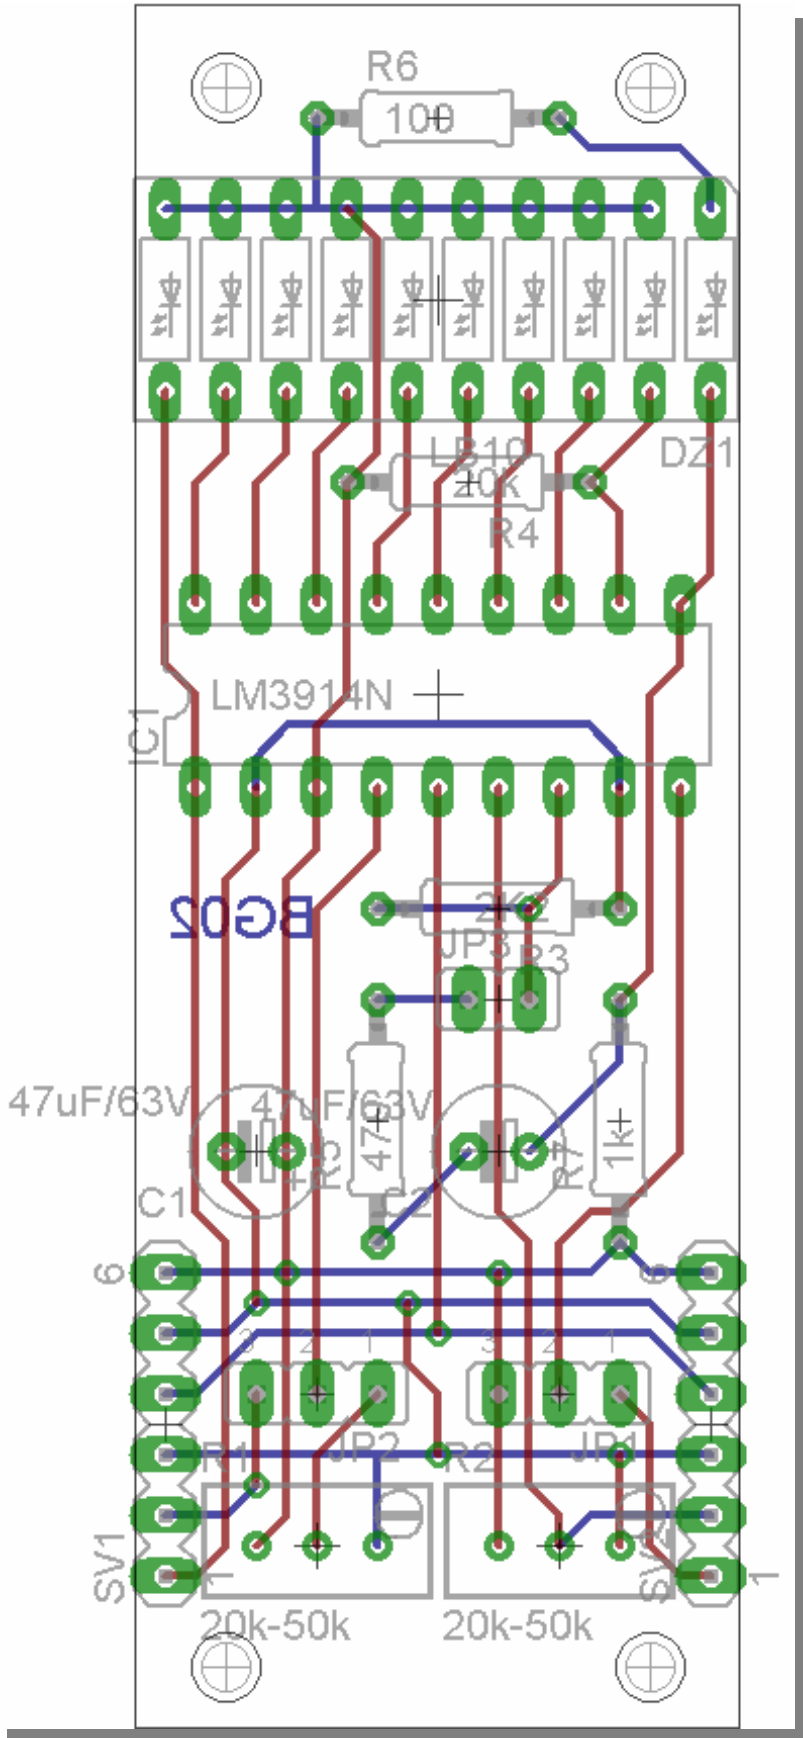 R6
100
LB10
DZ1
20k
R4
LM3914N
IC1
BG02
2K2
JP3
R3
47uF/63V
47uF/63V
R5
R7
1k
C1
C2
6
6
3
2
1
3
2
1
JP2
JP1
R1
R2
SV1
1
1
20k-50k
20k-50k